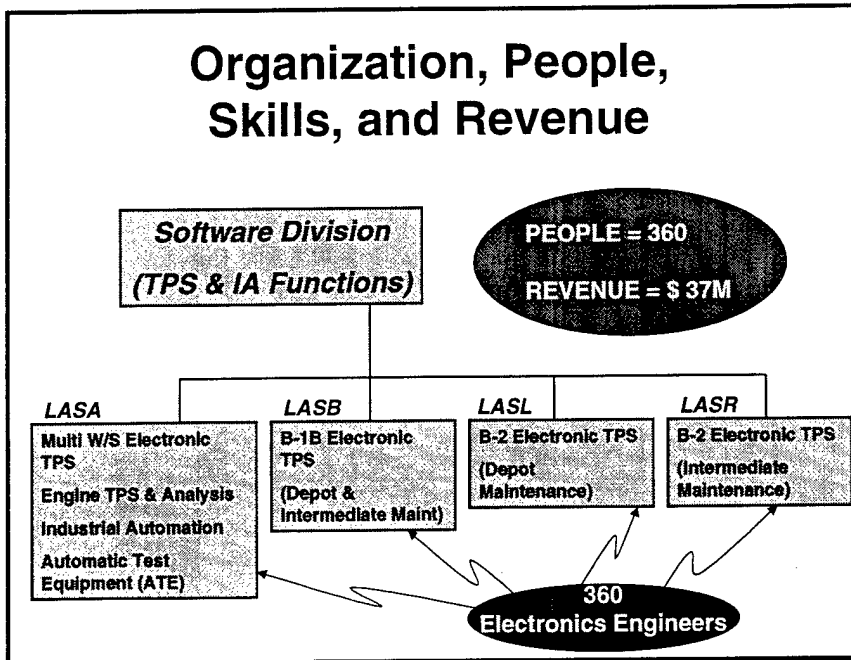 Organization, People,
Skills, and Revenue
Software Division
(TPS & IA Functions)
PEOPLE = 360
REVENUE = $ 37M
LASA
Multi W/S Electronic
TPS
Engine TPS & Analysis
Industrial Automation
Automatic Test
Equipment (ATE)
LASB
B-1B Electronic
TPS
(Depot &
Intermediate Maint)
LASL
B-2 Electronic TPS
(Depot
Maintenance)
LASR
B-2 Electronic TPS
(Intermediate
Maintenance)
360
Electronics Engineers